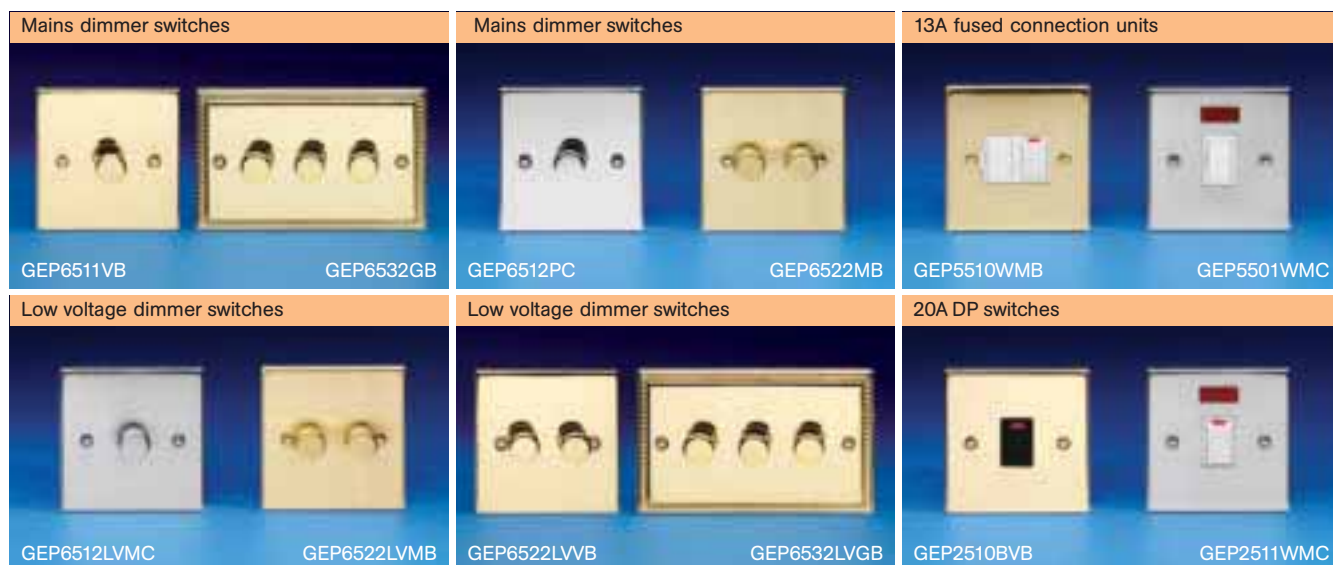 Mains dimmer switches
GEP6511VB
GEP6532GB
Mains dimmer switches
GEP6512PC
GEP6522MB
13A fused connection units
GEP5510WMB
GEP5501WMC
Low voltage dimmer switches
GEP6512LVMC
GEP6522LVMB
Low voltage dimmer switches
GEP6522LVVB
GEP6532LVGB
20A DP switches
GEP2510BVB
GEP2511WMC